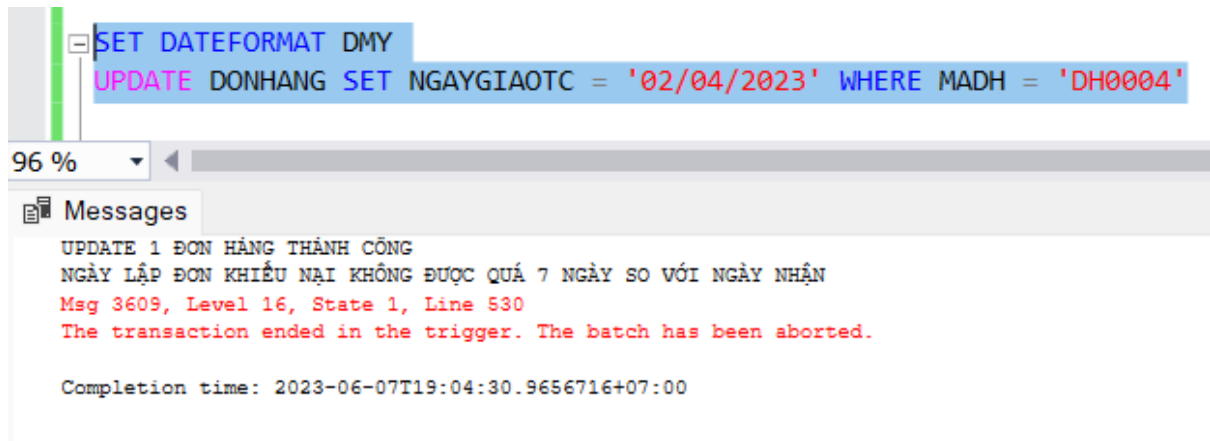 SET DATEFORMAT DMY
UPDATE DONHANG SET NGAYGIAOTC = '02/04/2023' WHERE MADH = 'DH0004'
96 %
Messages
UPDATE 1 ĐƠN HÀNG THÀNH CÔNG
NGÀY LẬP ĐƠN KHIẾU NẠI KHÔNG ĐƯỢC QUÁ 7 NGÀY SO VỚI NGÀY NHẬN
Msg 3609, Level 16, State 1, Line 530
The transaction ended in the trigger. The batch has been aborted.
Completion time: 2023-06-07T19:04:30.9656716+07:00